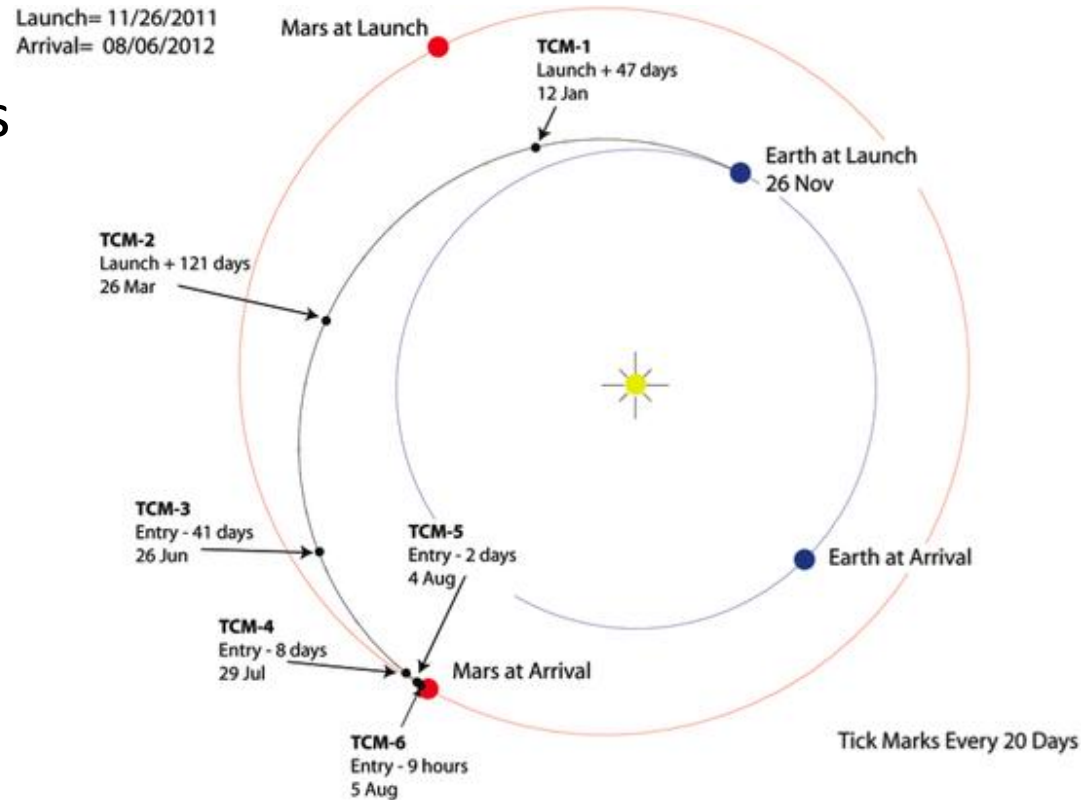 Launch= 11/26/2011
Arrival= 08/06/2012
s
Mars at Launch
TCM-1
Launch + 47 days
12 Jan
Earth at Launch
26 Nov
TCM-2
Launch + 121 days
26 Mar
TCM-3
Entry - 41 days
26 Jun
TCM-5
Entry - 2 days
4 Aug
Earth at Arrival
TCM-4
Entry - 8 days
29 Jul
Mars at Arrival
TCM-6
Entry - 9 hours
5 Aug
Tick Marks Every 20 Days